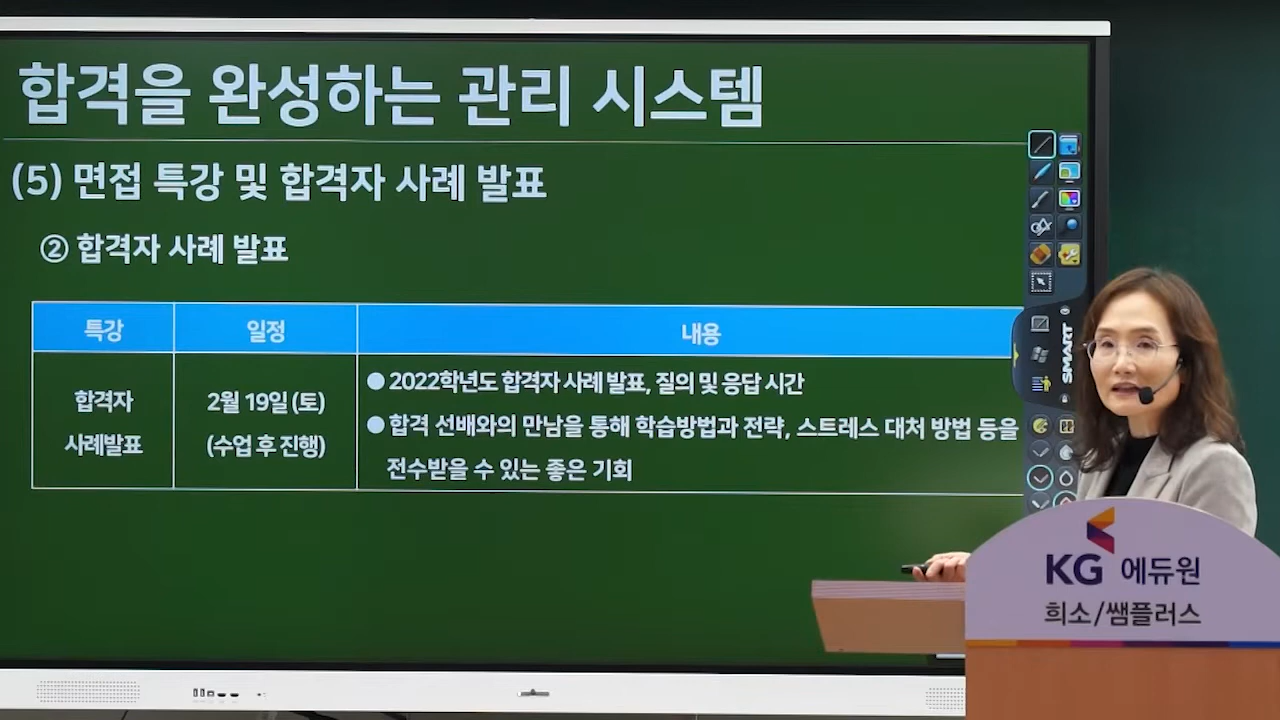 합격을 완성하는 관리 시스템
(5) 면접 특강 및 합격자 사례 발표
② 합격자 사례 발표
특강 일정 내용
합격자
사례발표
2월 19일 (토)
(수업 후 진행)
● 2022학년도 합격자 사례 발표, 질의 및 응답 시간
● 합격 선배와의 만남을 통해 학습방법과 전략, 스트레스 대처 방법 등을
전수받을 수 있는 좋은 기회
SMART
KG 에듀원
희소/쌤플러스